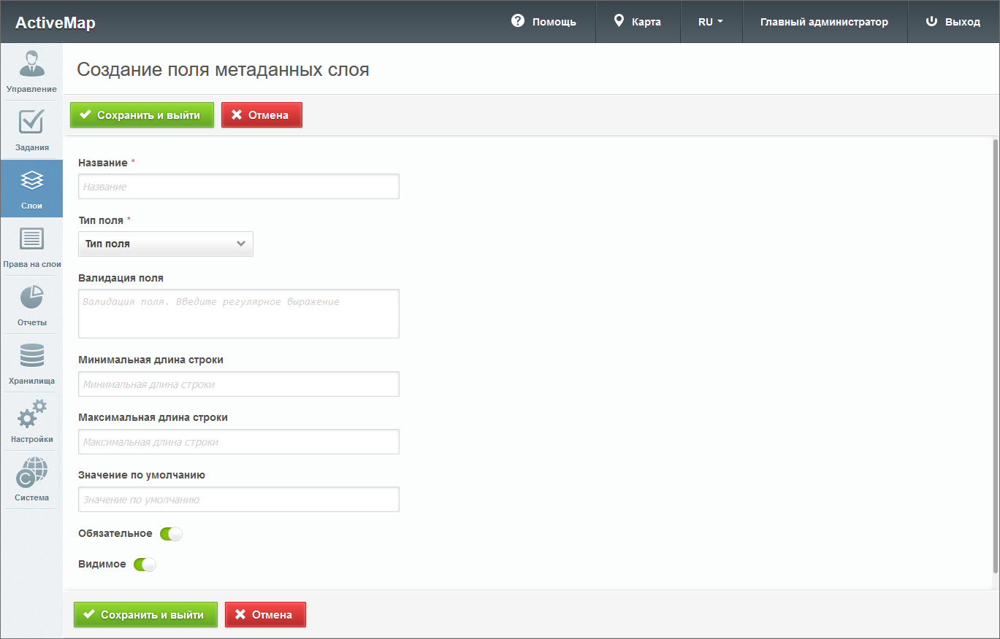 ActiveMap
Помощь
Карта
RU
Главный администратор
Выход
Управление
Задания
Слои
Права на слои
Отчеты
Хранилища
Настройки
Система
Создание поля метаданных слоя
Сохранить и выйти
Отмена
Название *
Название
Тип поля *
Тип поля
Валидация поля
Валидация поля. Введите регулярное выражение
Минимальная длина строки
Минимальная длина строки
Максимальная длина строки
Максимальная длина строки
Значение по умолчанию
Значение по умолчанию
Обязательное
Видимое
Сохранить и выйти
Отмена